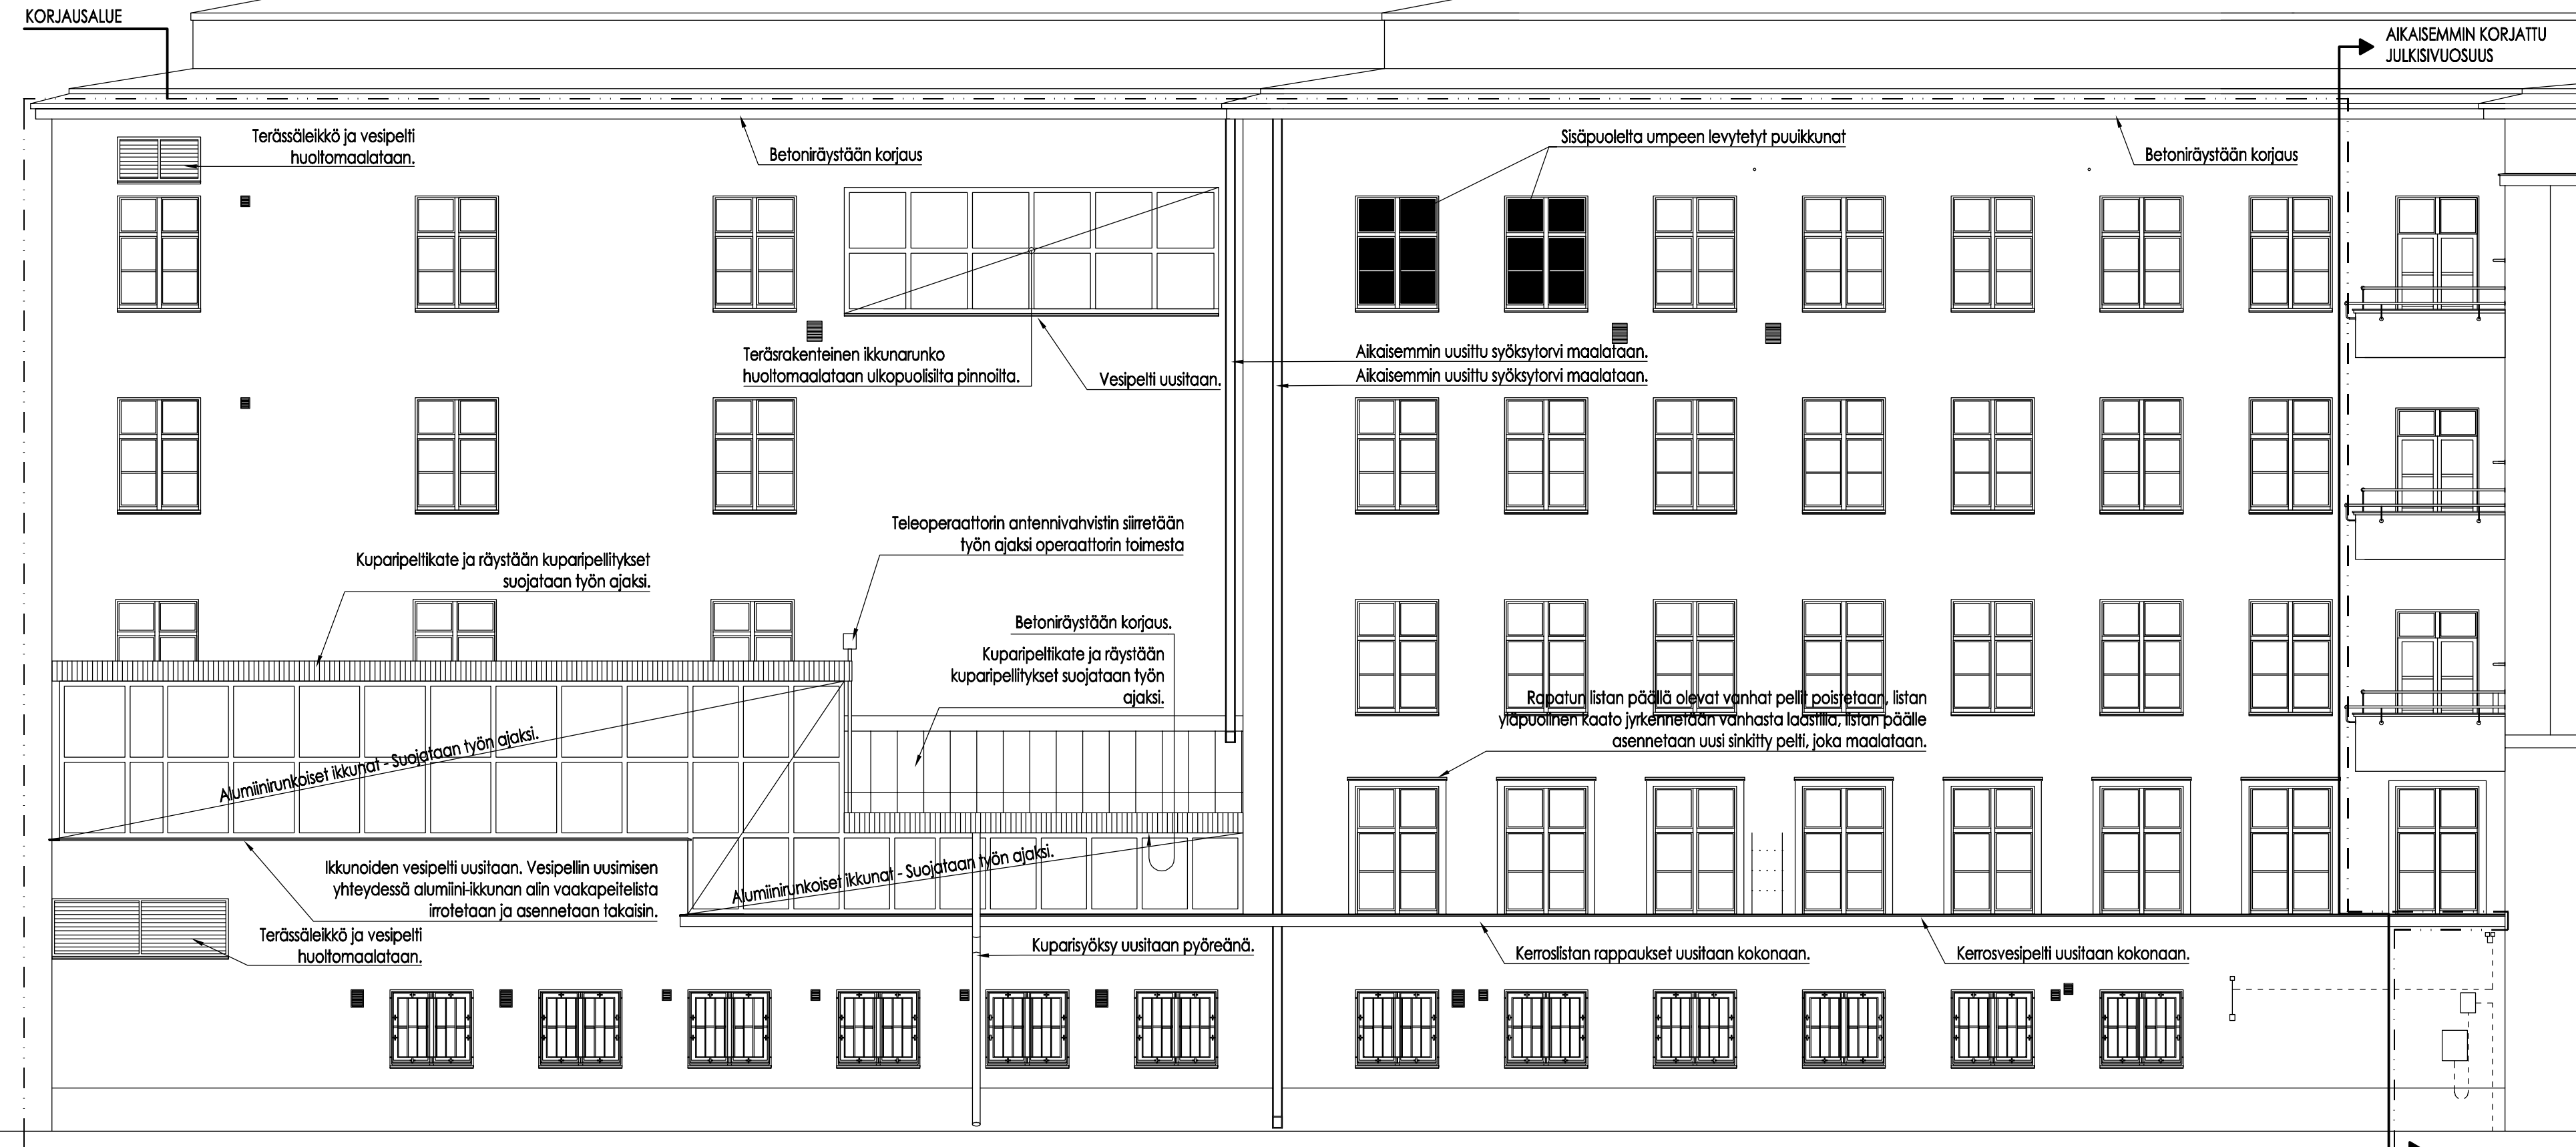 KORJAUSALUE
AIKAISEMMIN KORJATTU
JULKISIVUOSUUS
Terässäleikkö ja vesipelti
huoltomaalataan.
Betoniräystään korjaus
Sisäpuolelta umpeen levytetyt puuikkunat
Betoniräystään korjaus
Teräsrakenteinen ikkunarunko
huoltomaalataan ulkopuolisilta pinnoilta.
Vesipelti uusitaan.
Aikaisemmin uusittu syöksytorvi maalataan.
Aikaisemmin uusittu syöksytorvi maalataan.
Teleoperaattorin antennivahvistin siirretään
työn ajaksi operaattorin toimesta
Kuparipeltikate ja räystään kuparipellitykset
suojataan työn ajaksi.
Betoniräystään korjaus.
Kuparipeltikate ja räystään
kuparipellitykset suojataan työn
ajaksi.
Rapatun listan päällä olevat vanhat pellit poistetaan, listan
yläpuolinen kaato jyrkennetään vanhasta laastilla, listan päälle
asennetaan uusi sinkitty pelti, joka maalataan.
Alumiinirunkoiset ikkunat - Suojataan työn ajaksi.
Alumiinirunkoiset ikkunat - Suojataan työn ajaksi.
Ikkunoiden vesipelti uusitaan. Vesipellin uusimisen
yhteydessä alumiini-ikkunan alin vaakapeitelista
irrotetaan ja asennetaan takaisin.
Terässäleikkö ja vesipelti
huoltomaalataan.
Kuparisyöksy uusitaan pyöreänä.
Kerroslistan rappaukset uusitaan kokonaan.
Kerrosvesipelti uusitaan kokonaan.